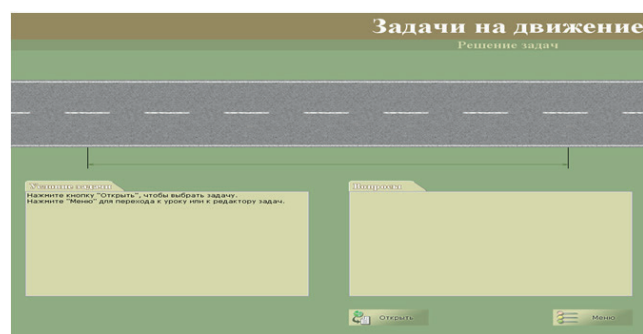 Задачи на движение
Решение задач
Условие задачи
Вопросы
Нажмите кнопку "Открыть", чтобы выбрать задачу.
Нажмите "Меню" для перехода к уроку или к редактору задач.
Открыть
Меню